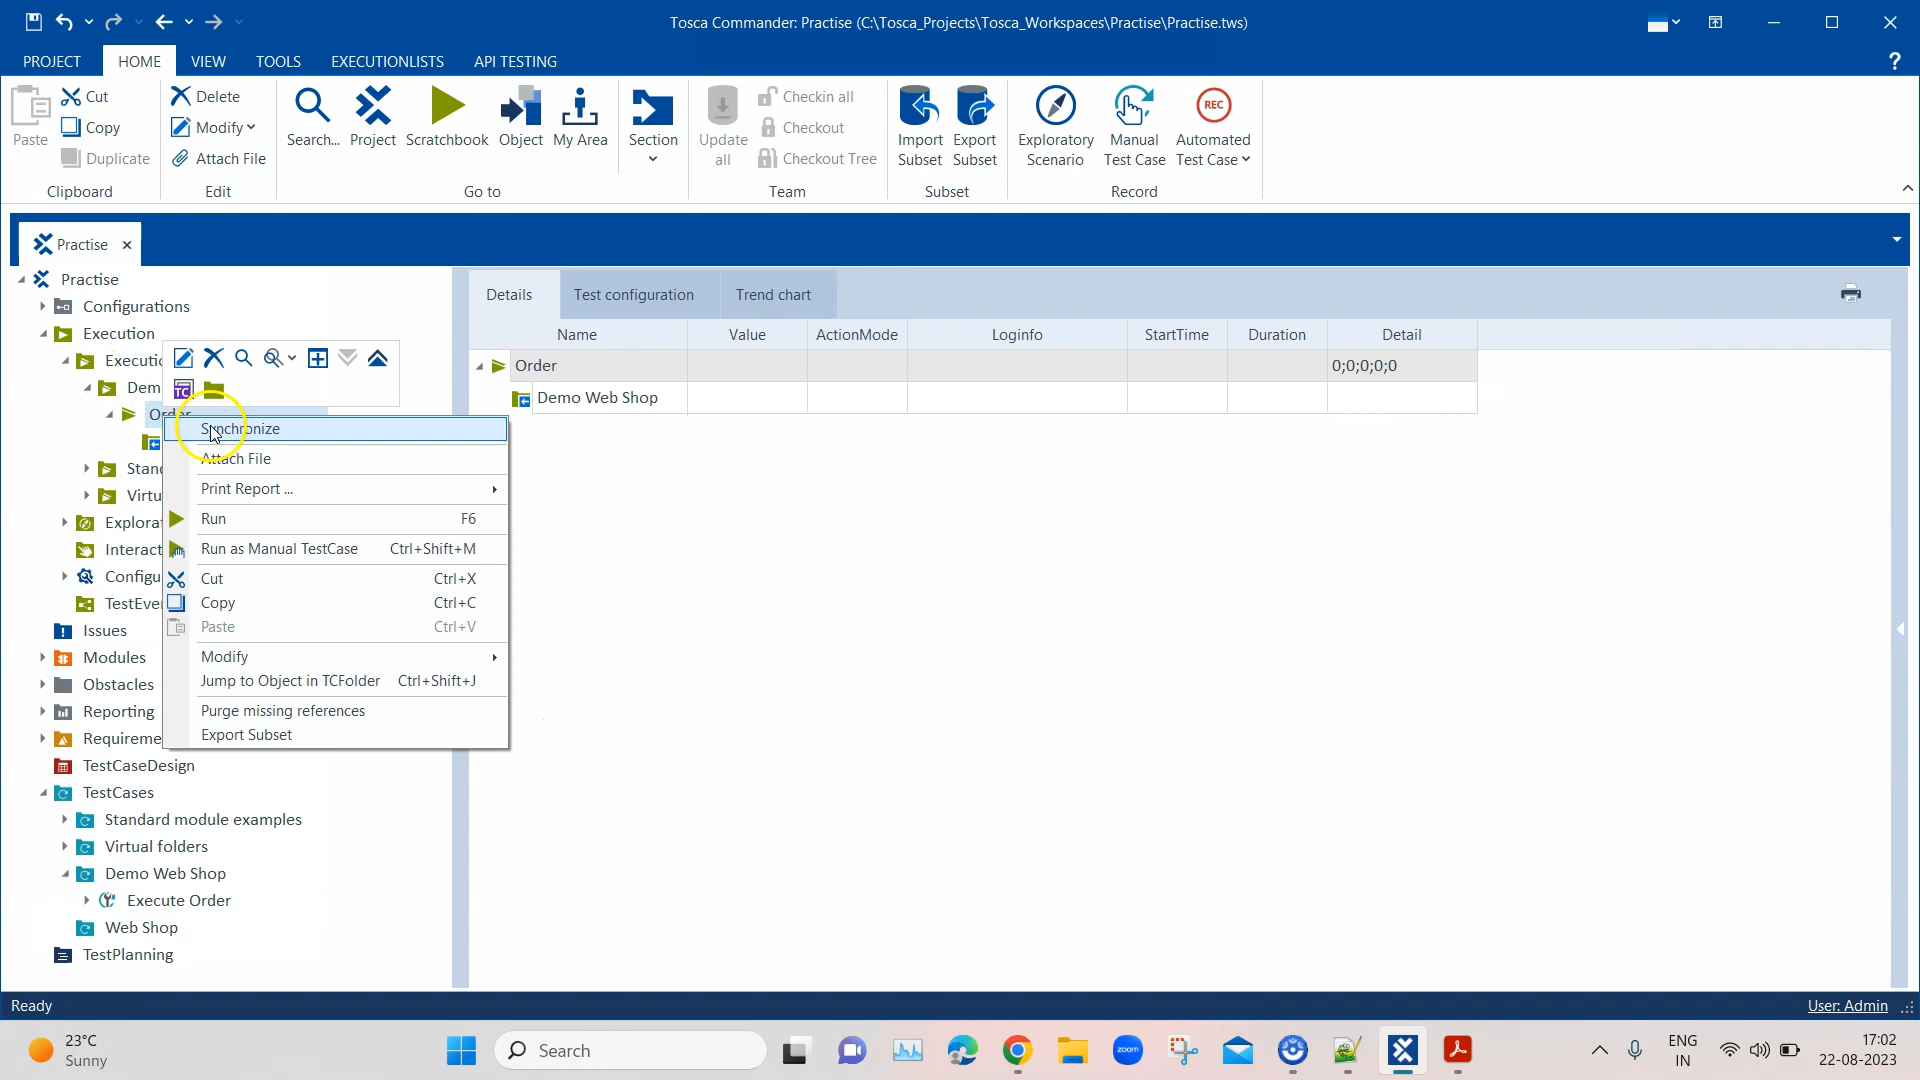 Tosca Commander: Practise (C:\Tosca_Projects\Tosca_Workspaces\Practise\Practise.tws)
PROJECT HOME VIEW TOOLS EXECUTIONLISTS API TESTING ?
Paste
Cut
Copy
Duplicate
Clipboard
Delete
Modify
Attach File
Edit
Search... Project Scratchbook Object My Area
Go to
Section
Update all
Checkin all
Checkout
Checkout Tree
Team
Import Subset
Export Subset
Subset
Exploratory Scenario
Manual Test Case
REC
Automated Test Case
Record
Practise
Practise
Configurations
Execution
Executio
Dem
Order
Stand
Virtu
Explorat
Interact
Configu
TestEve
Issues
Modules
Obstacles
Reporting
Requireme
TestCaseDesign
TestCases
Standard module examples
Virtual folders
Demo Web Shop
Execute Order
Web Shop
TestPlanning
TC
Synchronize
Attach File
Print Report ...
Run F6
Run as Manual TestCase Ctrl+Shift+M
Cut Ctrl+X
Copy Ctrl+C
Paste Ctrl+V
Modify
Jump to Object in TCFolder Ctrl+Shift+J
Purge missing references
Export Subset
Details Test configuration Trend chart
Name Value ActionMode Loginfo StartTime Duration Detail
Order 0;0;0;0;0
Demo Web Shop
Ready User: Admin
23°C
Sunny
Search
zoom
ENG
IN
17:02
22-08-2023